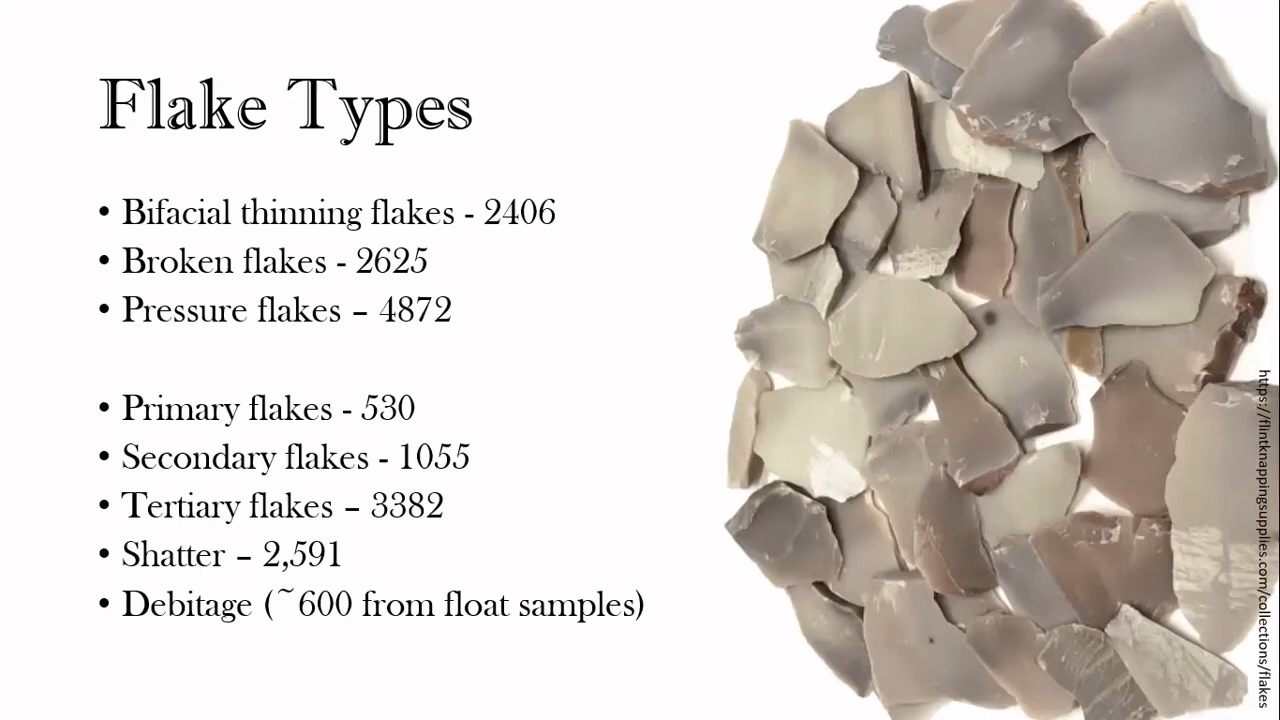 Flake Types
• Bifacial thinning flakes - 2406
• Broken flakes - 2625
• Pressure flakes – 4872
• Primary flakes - 530
• Secondary flakes - 1055
• Tertiary flakes – 3382
• Shatter – 2,591
• Debitage (~600 from float samples)
https://flintknappingsupplies.com/collections/flakes